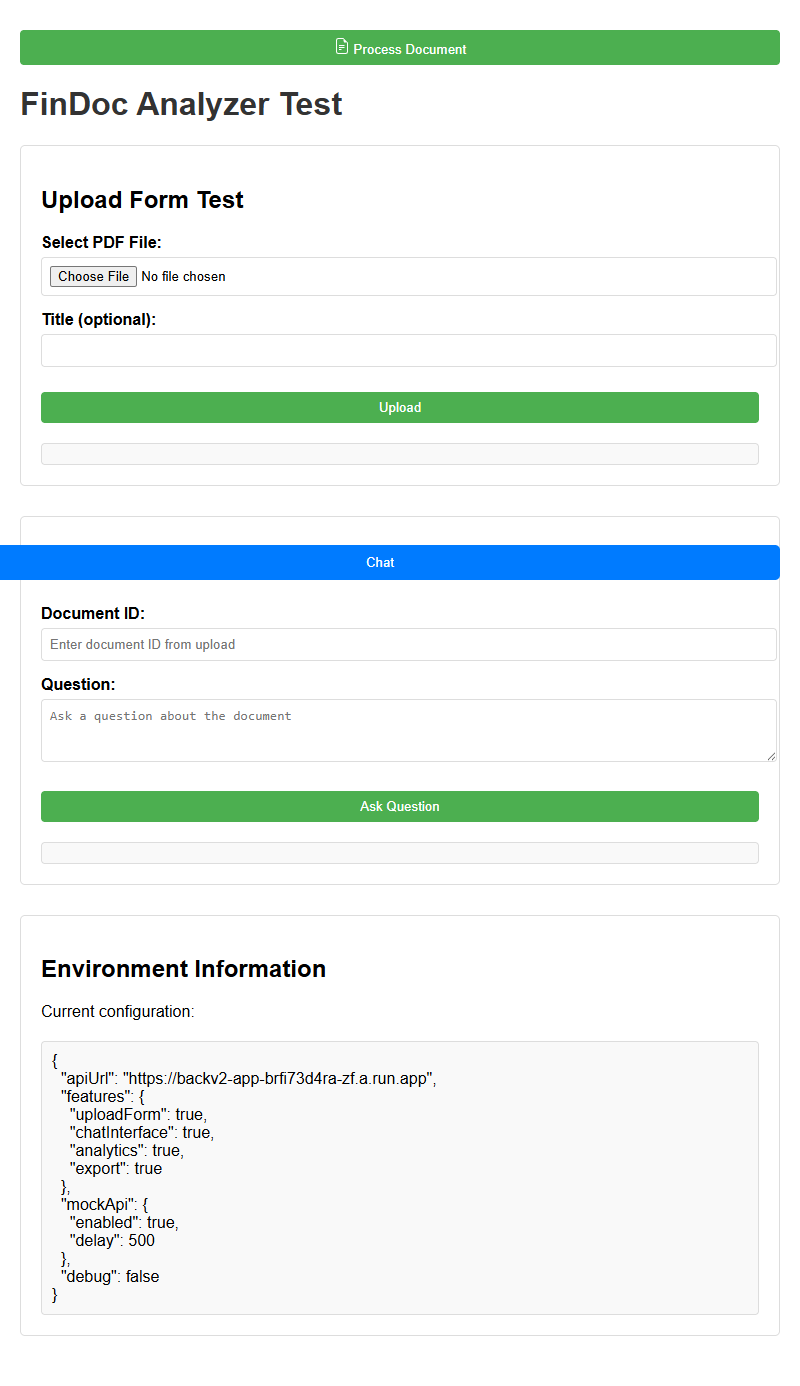 Process Document
FinDoc Analyzer Test
Upload Form Test
Select PDF File:
Choose File No file chosen
Title (optional):
Upload
Chat
Document ID:
Enter document ID from upload
Question:
Ask a question about the document
Ask Question
Environment Information
Current configuration:
{
  "apiUrl": "https://backv2-app-brfi73d4ra-zf.a.run.app",
  "features": {
    "uploadForm": true,
    "chatInterface": true,
    "analytics": true,
    "export": true
  },
  "mockApi": {
    "enabled": true,
    "delay": 500
  },
  "debug": false
}